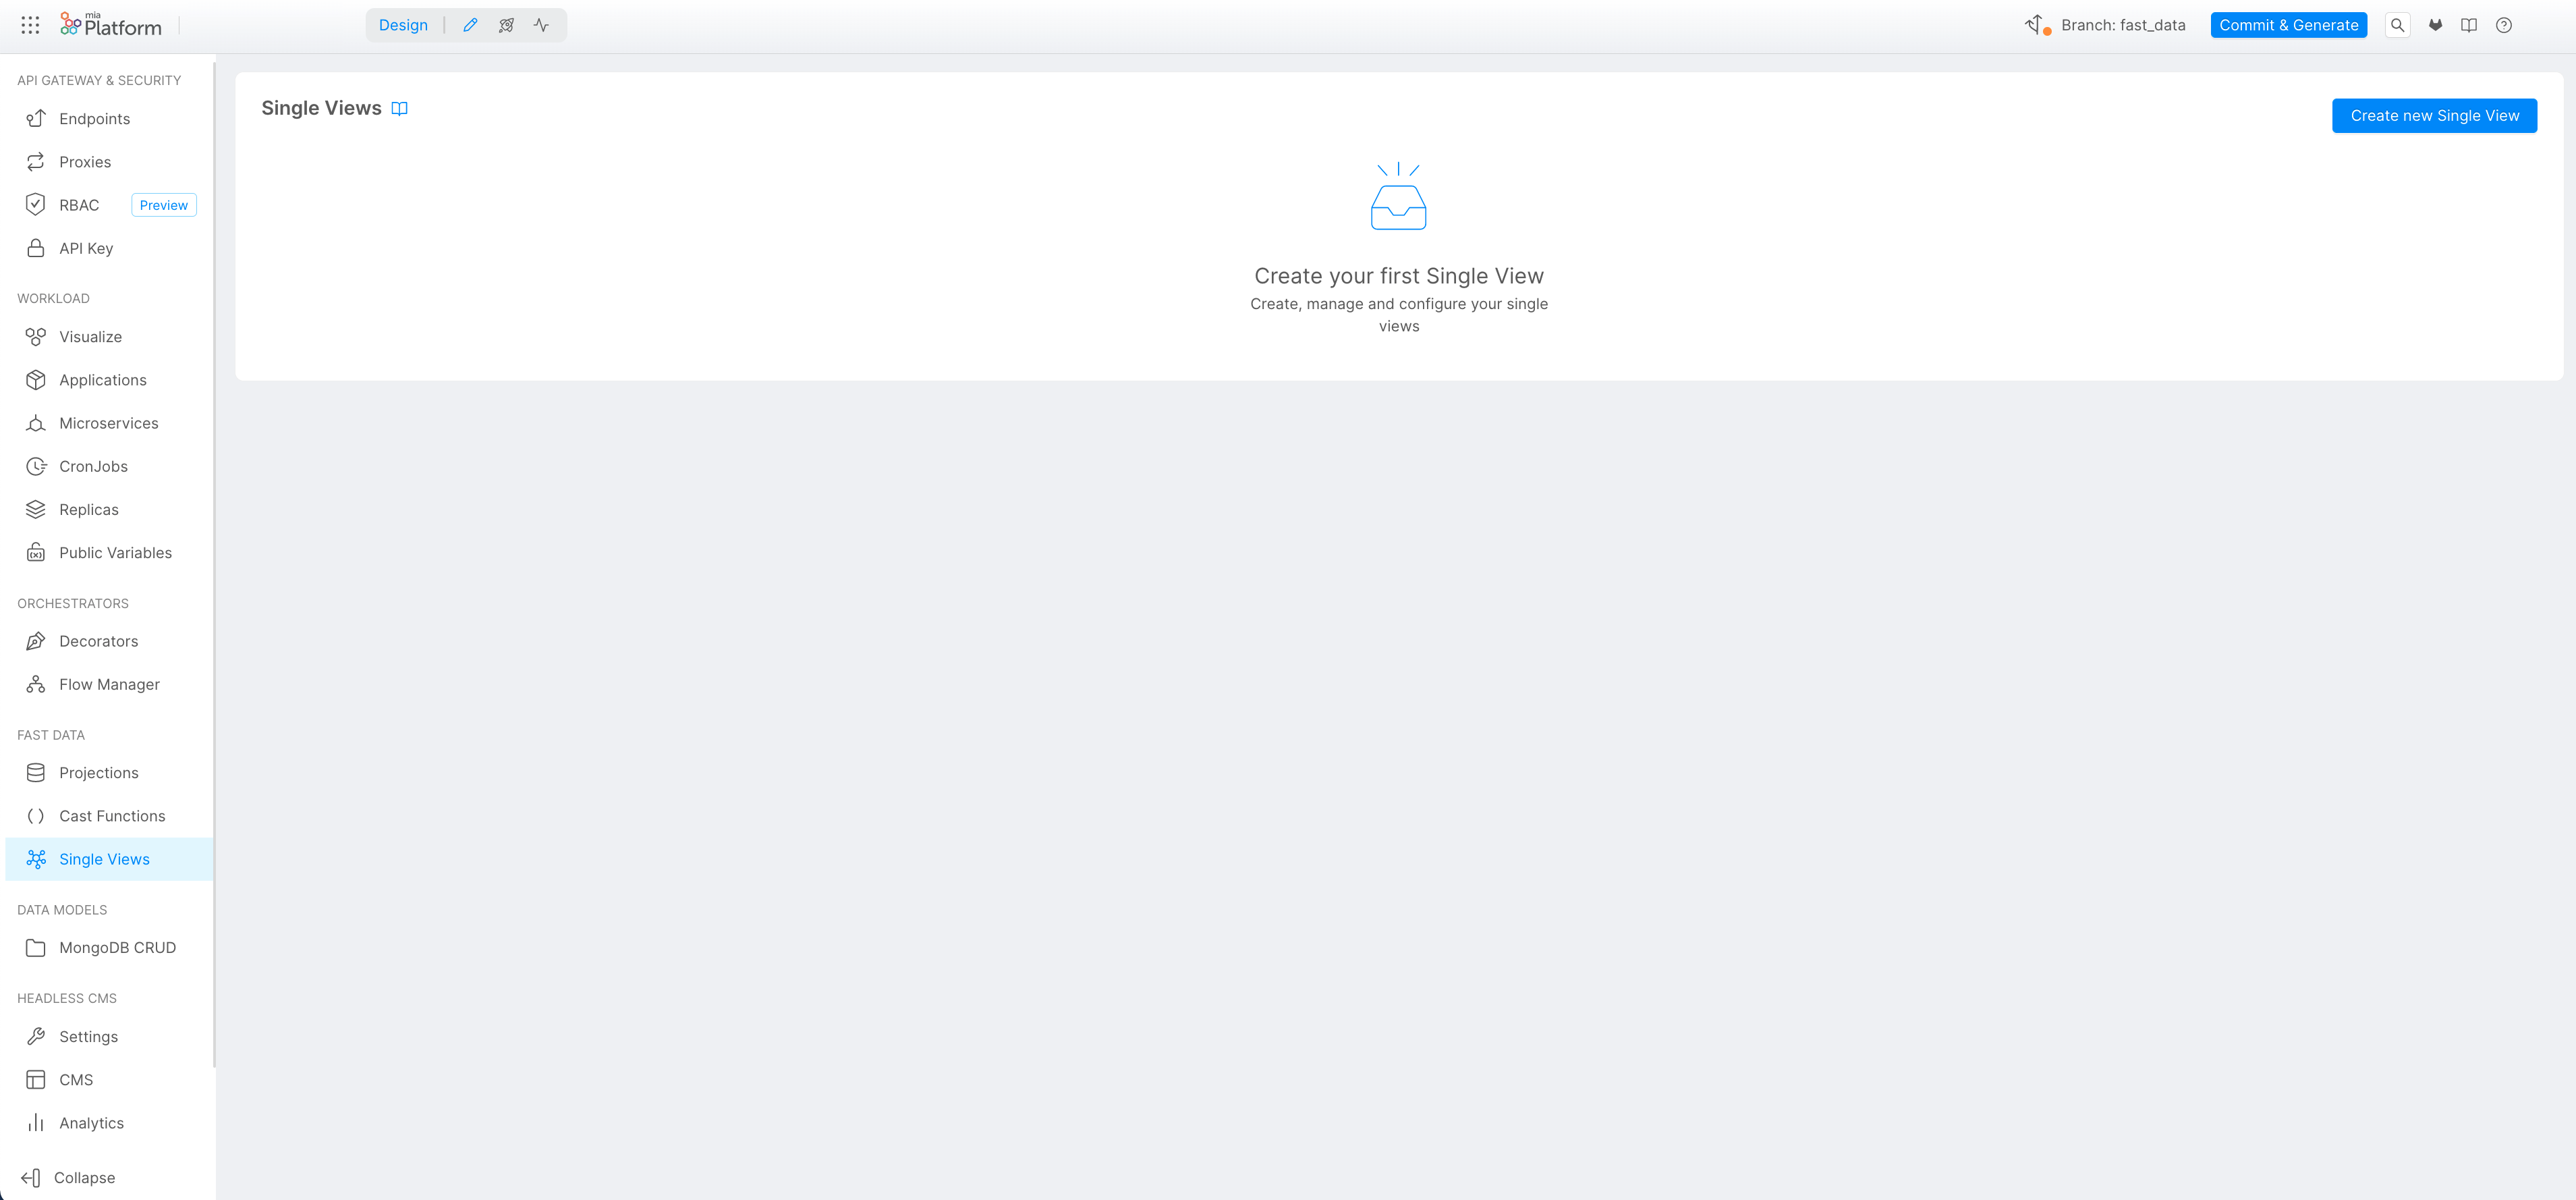 mia
Platform
Design
Branch: fast_data
Commit & Generate
API GATEWAY & SECURITY
Endpoints
Proxies
RBAC Preview
API Key
WORKLOAD
Visualize
Applications
Microservices
CronJobs
Replicas
Public Variables
ORCHESTRATORS
Decorators
Flow Manager
FAST DATA
Projections
Cast Functions
Single Views
DATA MODELS
MongoDB CRUD
HEADLESS CMS
Settings
CMS
Analytics
Collapse
Single Views
Create new Single View
Create your first Single View
Create, manage and configure your single
views